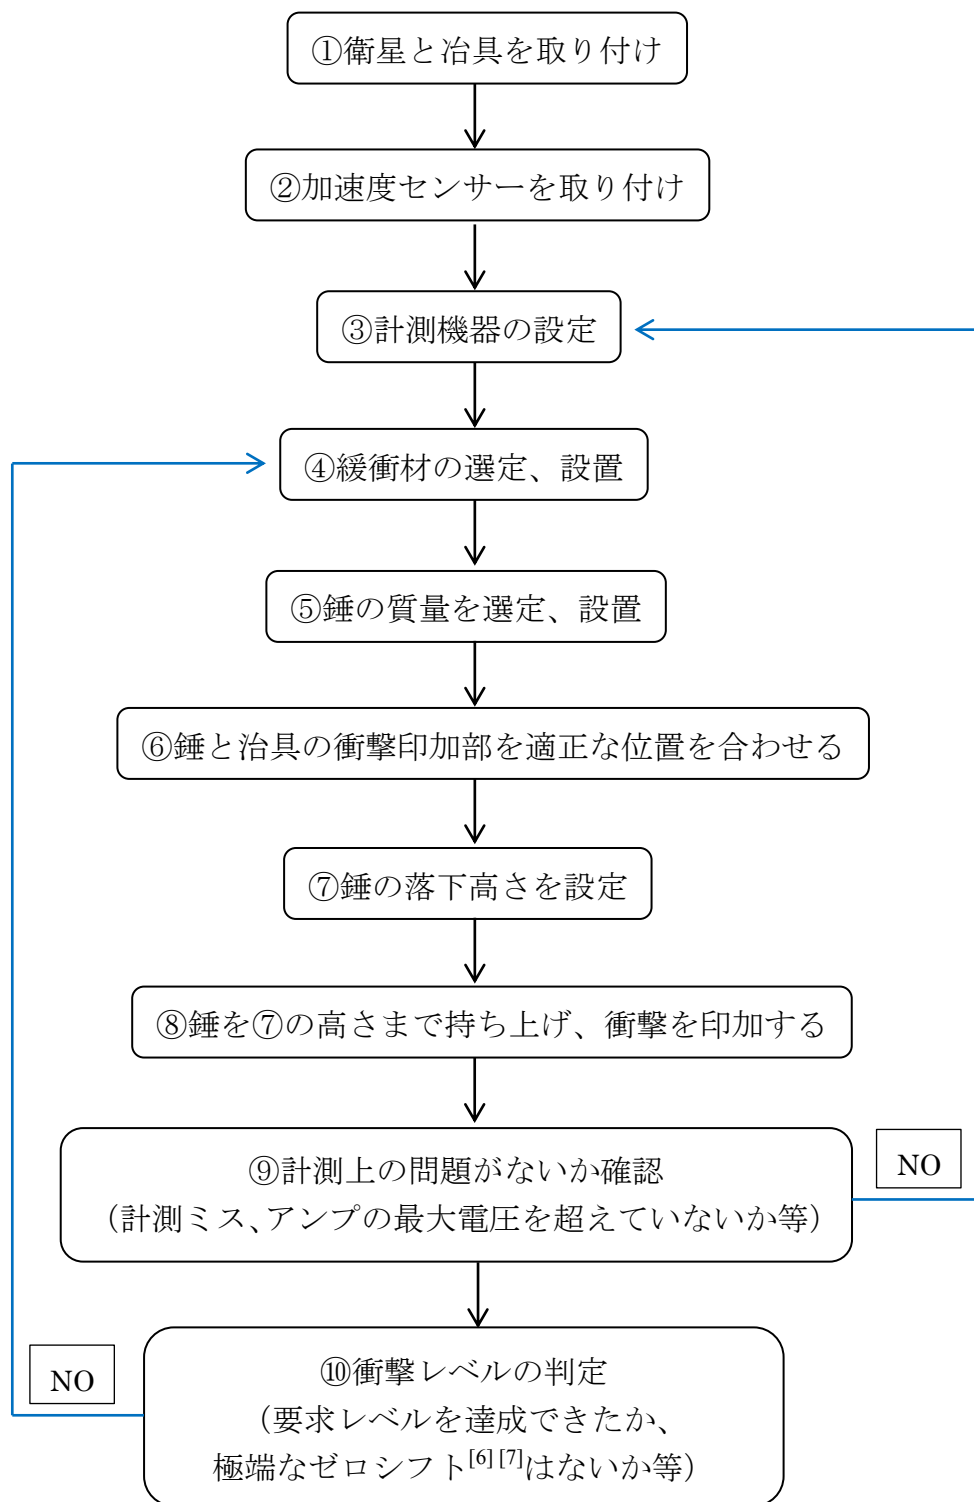 ①衛星と冶具を取り付け
②加速度センサーを取り付け
③計測機器の設定
④緩衝材の選定、設置
⑤錘の質量を選定、設置
⑥錘と治具の衝撃印加部を適正な位置を合わせる
⑦錘の落下高さを設定
⑧錘を⑦の高さまで持ち上げ、衝撃を印加する
⑨計測上の問題がないか確認
（計測ミス、アンプの最大電圧を超えていないか等）
NO
⑩衝撃レベルの判定
（要求レベルを達成できたか、
極端なゼロシフト[6] [7]はないか等）
NO